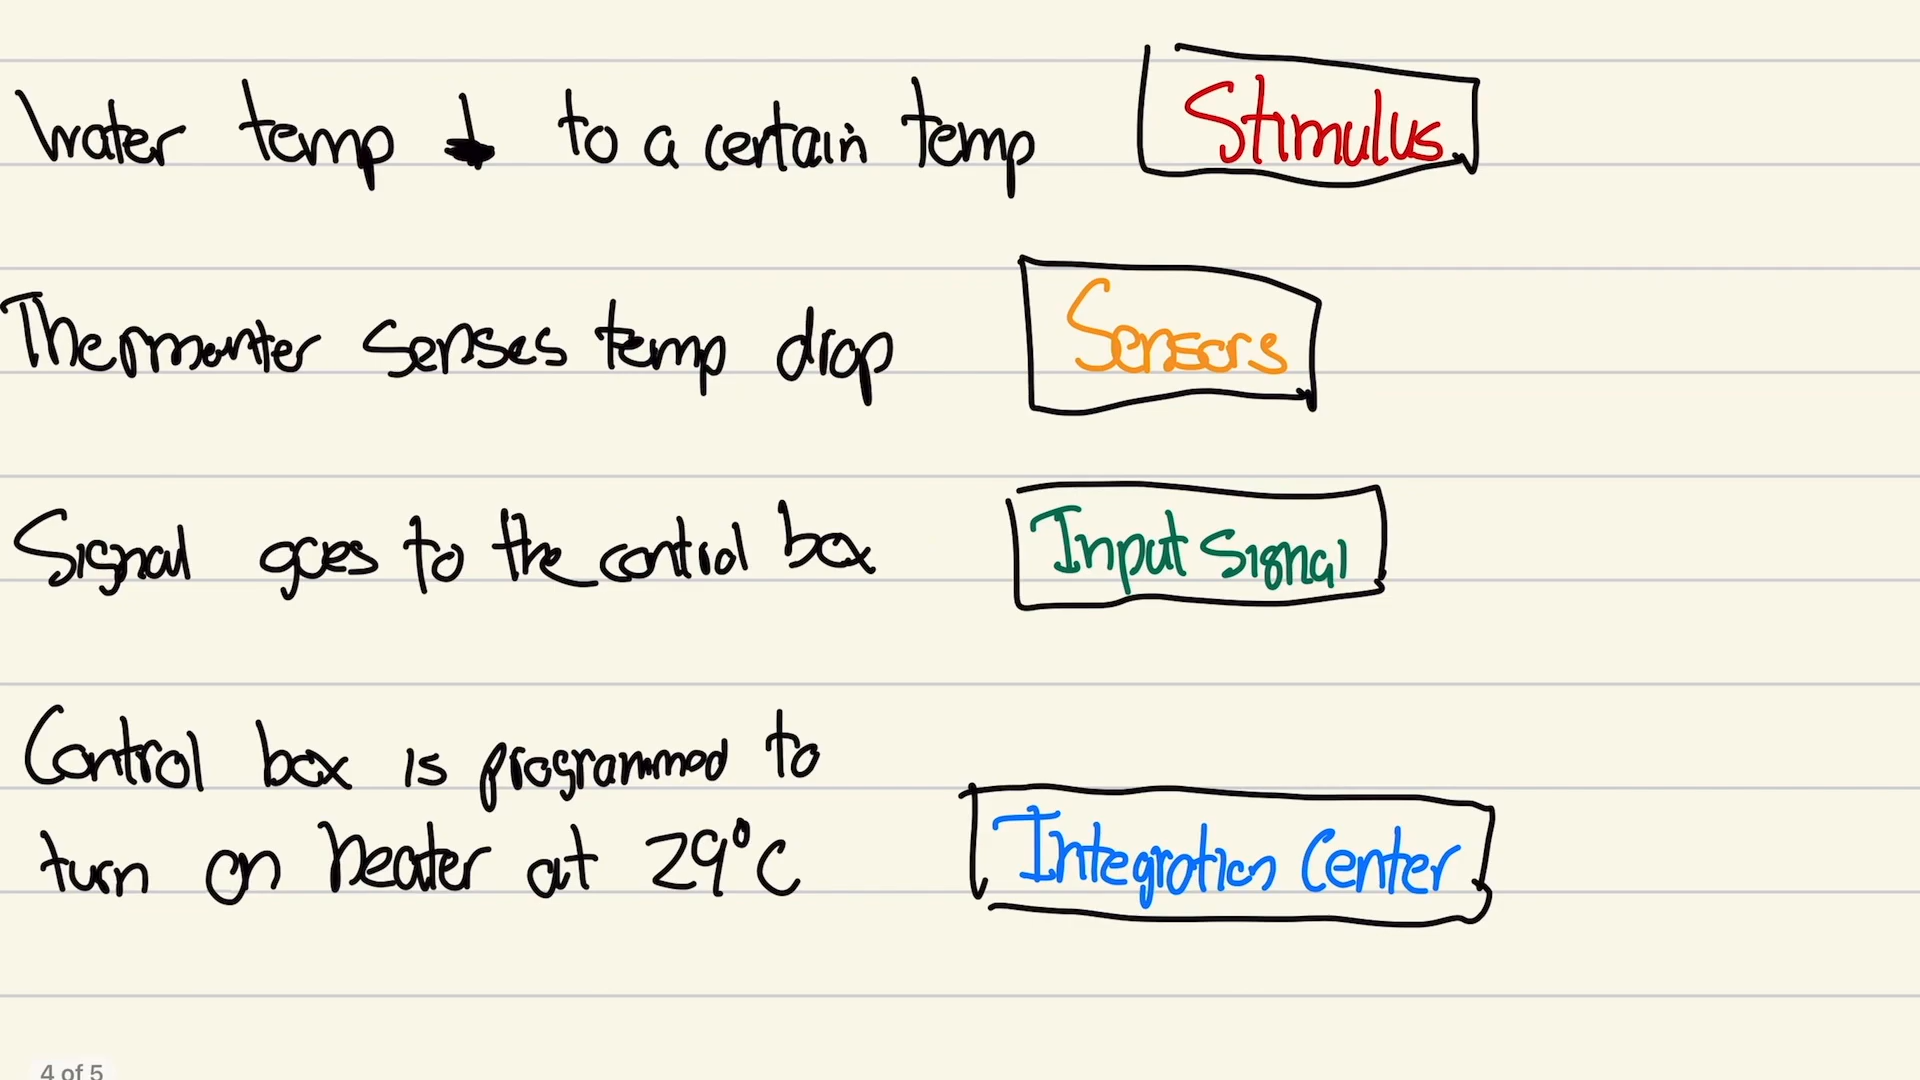 Water temp ↓ to a certain temp Stimulus
Thermomenter senses temp drop Sensors
Signal goes to the control box Input Signal
Control box is programmed to
turn on heater at 29°C Integration Center
4 of 5